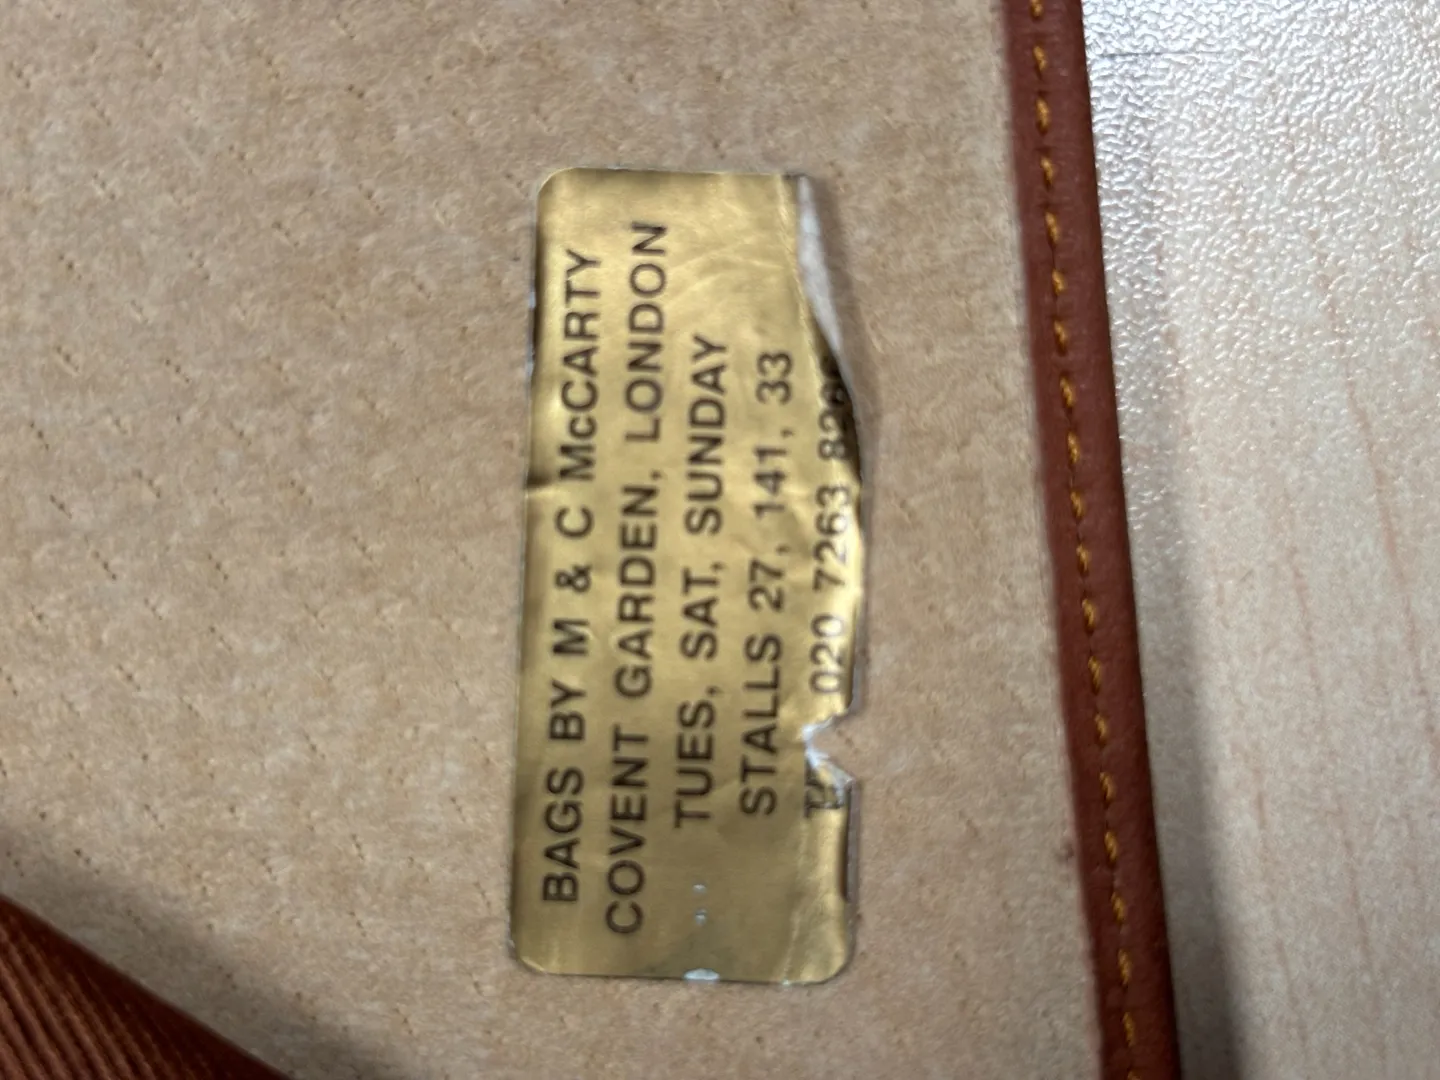 BAGS BY M & C McCARTY
COVENT GARDEN, LONDON
TUES, SAT, SUNDAY
STALLS 27, 141, 33
020 7263